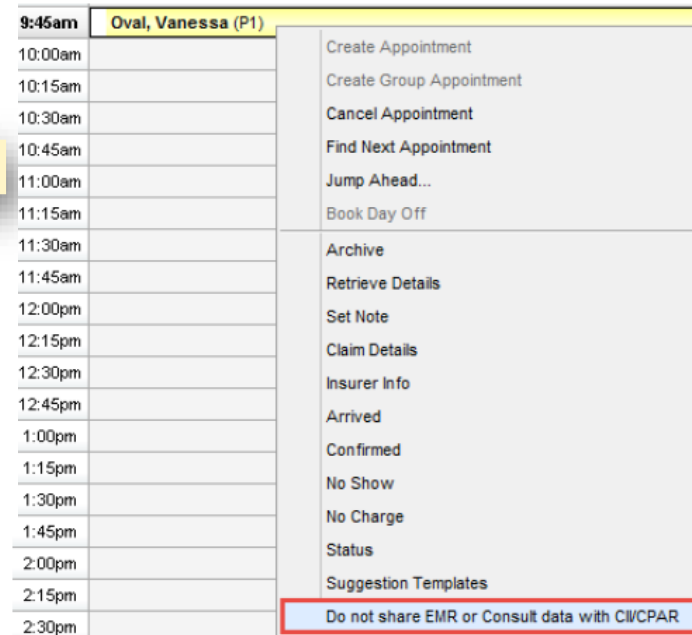 9:45am Oval, Vanessa (P1)
10:00am
10:15am
10:30am
10:45am
11:00am
11:15am
11:30am
11:45am
12:00pm
12:15pm
12:30pm
12:45pm
1:00pm
1:15pm
1:30pm
1:45pm
2:00pm
2:15pm
2:30pm
Create Appointment
Create Group Appointment
Cancel Appointment
Find Next Appointment
Jump Ahead...
Book Day Off
Archive
Retrieve Details
Set Note
Claim Details
Insurer Info
Arrived
Confirmed
No Show
No Charge
Status
Suggestion Templates
Do not share EMR or Consult data with CII/CPAR